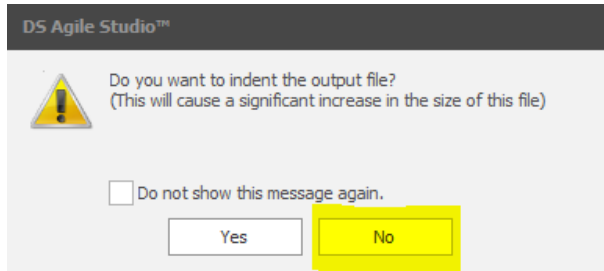 DS Agile Studio™
Do you want to indent the output file?
(This will cause a significant increase in the size of this file)
Do not show this message again.
Yes No